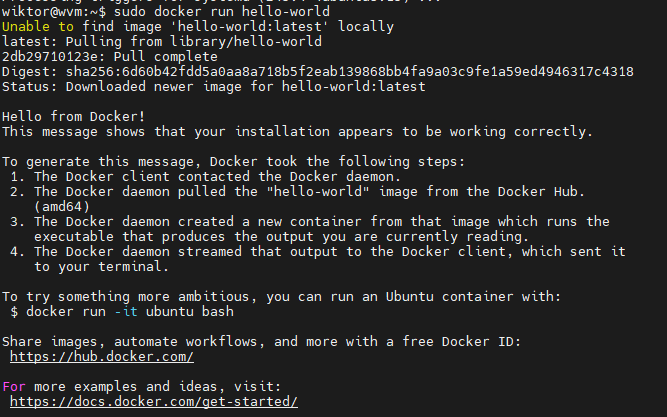 wiktor@wvm:~$ sudo docker run hello-world
Unable to find image 'hello-world:latest' locally
latest: Pulling from library/hello-world
2db29710123e: Pull complete
Digest: sha256:6d60b42fdd5a0aa8a718b5f2eab139868bb4fa9a03c9fe1a59ed4946317c4318
Status: Downloaded newer image for hello-world:latest
Hello from Docker!
This message shows that your installation appears to be working correctly.
To generate this message, Docker took the following steps:
1. The Docker client contacted the Docker daemon.
2. The Docker daemon pulled the "hello-world" image from the Docker Hub.
(amd64)
3. The Docker daemon created a new container from that image which runs the
executable that produces the output you are currently reading.
4. The Docker daemon streamed that output to the Docker client, which sent it
to your terminal.
To try something more ambitious, you can run an Ubuntu container with:
$ docker run -it ubuntu bash
Share images, automate workflows, and more with a free Docker ID:
https://hub.docker.com/
For more examples and ideas, visit:
https://docs.docker.com/get-started/